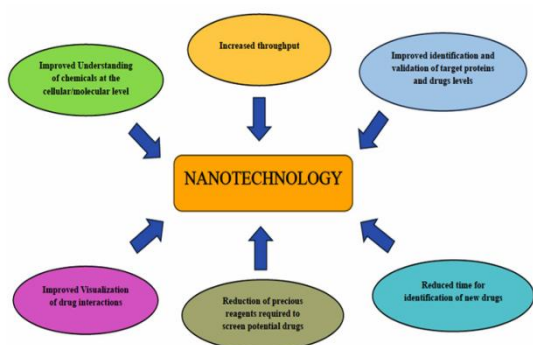 Increased throughput
Improved Understanding
of chemicals at the
cellular/molecular level
Improved identification and
validation of target proteins
and drugs levels
NANOTECHNOLOGY
Improved Visualization
of drug interactions
Reduction of precious
reagents required to
screen potential drugs
Reduced time for
identification of new drugs